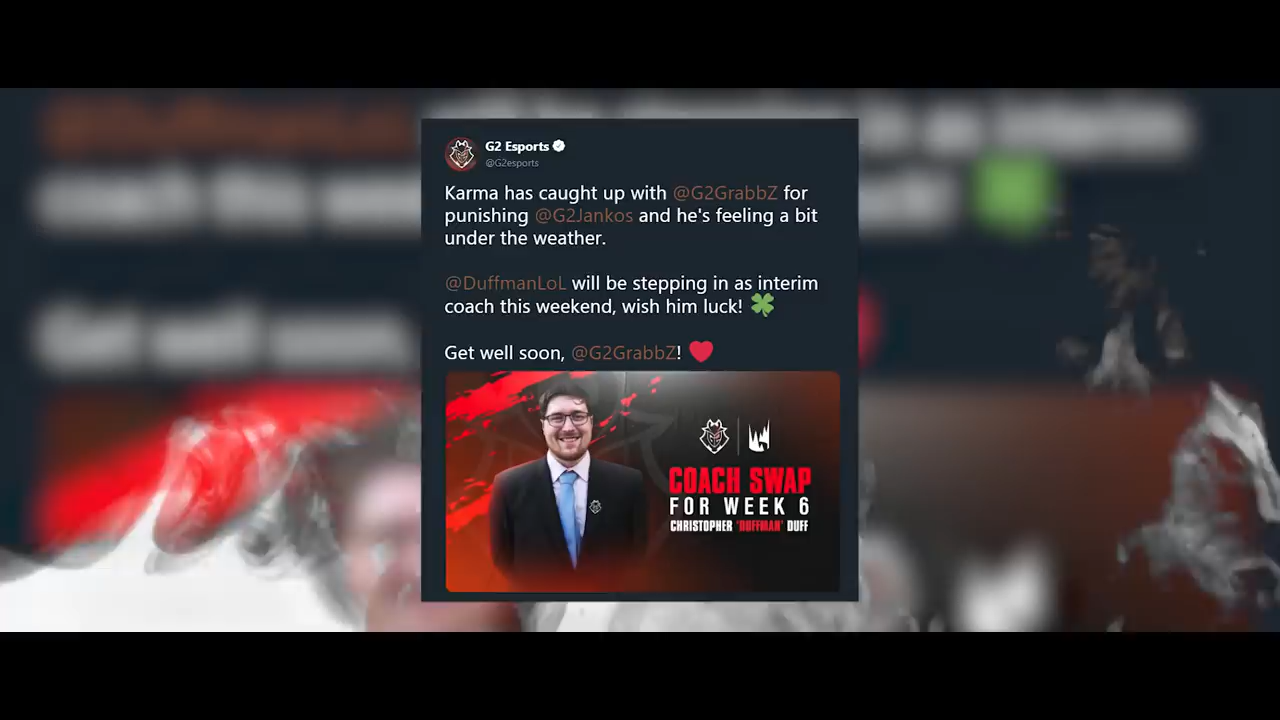 G2 Esports
@G2esports
Karma has caught up with @G2GrabbZ for
punishing @G2Jankos and he's feeling a bit
under the weather.
@DuffmanLoL will be stepping in as interim
coach this weekend, wish him luck! 🍀
Get well soon, @G2GrabbZ! ❤️
COACH SWAP
FOR WEEK 6
CHRISTOPHER 'DUFFMAN' DUFF